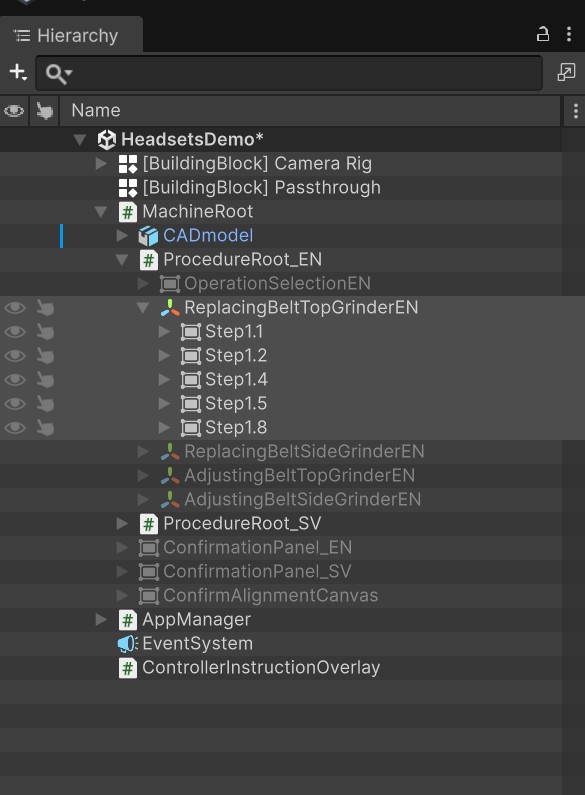 Hierarchy
Name
HeadsetsDemo*
[BuildingBlock] Camera Rig
[BuildingBlock] Passthrough
# MachineRoot
CADmodel
# ProcedureRoot_EN
OperationSelectionEN
ReplacingBeltTopGrinderEN
Step1.1
Step1.2
Step1.4
Step1.5
Step1.8
ReplacingBeltSideGrinderEN
AdjustingBeltTopGrinderEN
AdjustingBeltSideGrinderEN
# ProcedureRoot_SV
ConfirmationPanel_EN
ConfirmationPanel_SV
ConfirmAlignmentCanvas
# AppManager
EventSystem
# ControllerInstructionOverlay